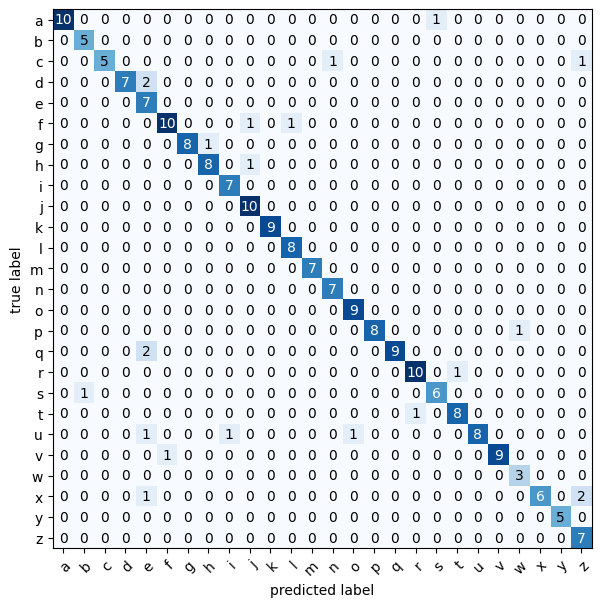 true label
a 10 0 0 0 0 0 0 0 0 0 0 0 0 0 0 0 0 0 1 0 0 0 0 0 0 0
b 0 5 0 0 0 0 0 0 0 0 0 0 0 0 0 0 0 0 0 0 0 0 0 0 0 0
c 0 0 5 0 0 0 0 0 0 0 0 0 0 1 0 0 0 0 0 0 0 0 0 0 0 1
d 0 0 0 7 2 0 0 0 0 0 0 0 0 0 0 0 0 0 0 0 0 0 0 0 0 0
e 0 0 0 0 7 0 0 0 0 0 0 0 0 0 0 0 0 0 0 0 0 0 0 0 0 0
f 0 0 0 0 0 10 0 0 0 1 0 1 0 0 0 0 0 0 0 0 0 0 0 0 0 0
g 0 0 0 0 0 0 8 1 0 0 0 0 0 0 0 0 0 0 0 0 0 0 0 0 0 0
h 0 0 0 0 0 0 0 8 0 1 0 0 0 0 0 0 0 0 0 0 0 0 0 0 0 0
i 0 0 0 0 0 0 0 0 7 0 0 0 0 0 0 0 0 0 0 0 0 0 0 0 0 0
j 0 0 0 0 0 0 0 0 0 10 0 0 0 0 0 0 0 0 0 0 0 0 0 0 0 0
k 0 0 0 0 0 0 0 0 0 0 9 0 0 0 0 0 0 0 0 0 0 0 0 0 0 0
l 0 0 0 0 0 0 0 0 0 0 0 8 0 0 0 0 0 0 0 0 0 0 0 0 0 0
m 0 0 0 0 0 0 0 0 0 0 0 0 7 0 0 0 0 0 0 0 0 0 0 0 0 0
n 0 0 0 0 0 0 0 0 0 0 0 0 0 7 0 0 0 0 0 0 0 0 0 0 0 0
o 0 0 0 0 0 0 0 0 0 0 0 0 0 0 9 0 0 0 0 0 0 0 0 0 0 0
p 0 0 0 0 0 0 0 0 0 0 0 0 0 0 0 8 0 0 0 0 0 0 1 0 0 0
q 0 0 0 0 2 0 0 0 0 0 0 0 0 0 0 0 9 0 0 0 0 0 0 0 0 0
r 0 0 0 0 0 0 0 0 0 0 0 0 0 0 0 0 0 10 0 1 0 0 0 0 0 0
s 0 1 0 0 0 0 0 0 0 0 0 0 0 0 0 0 0 0 6 0 0 0 0 0 0 0
t 0 0 0 0 0 0 0 0 0 0 0 0 0 0 0 0 0 1 0 8 0 0 0 0 0 0
u 0 0 0 0 1 0 0 0 1 0 0 0 0 0 1 0 0 0 0 0 8 0 0 0 0 0
v 0 0 0 0 0 1 0 0 0 0 0 0 0 0 0 0 0 0 0 0 0 9 0 0 0 0
w 0 0 0 0 0 0 0 0 0 0 0 0 0 0 0 0 0 0 0 0 0 0 3 0 0 0
x 0 0 0 0 1 0 0 0 0 0 0 0 0 0 0 0 0 0 0 0 0 0 0 6 0 2
y 0 0 0 0 0 0 0 0 0 0 0 0 0 0 0 0 0 0 0 0 0 0 0 0 5 0
z 0 0 0 0 0 0 0 0 0 0 0 0 0 0 0 0 0 0 0 0 0 0 0 0 0 7
a b c d e f g h i j k l m n o p q r s t u v w x y z
predicted label